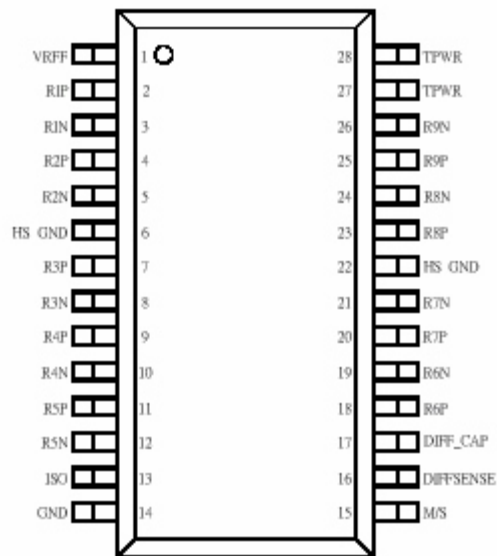 VRFF 1 28 TPWR
R1P 2 27 TPWR
R1N 3 26 R9N
R2P 4 25 R9P
R2N 5 24 R8N
HS GND 6 23 R8P
R3P 7 22 HS GND
R3N 8 21 R7N
R4P 9 20 R7P
R4N 10 19 R6N
R5P 11 18 R6P
R5N 12 17 DIFF_CAP
ISO 13 16 DIFFSENSE
GND 14 15 M/S